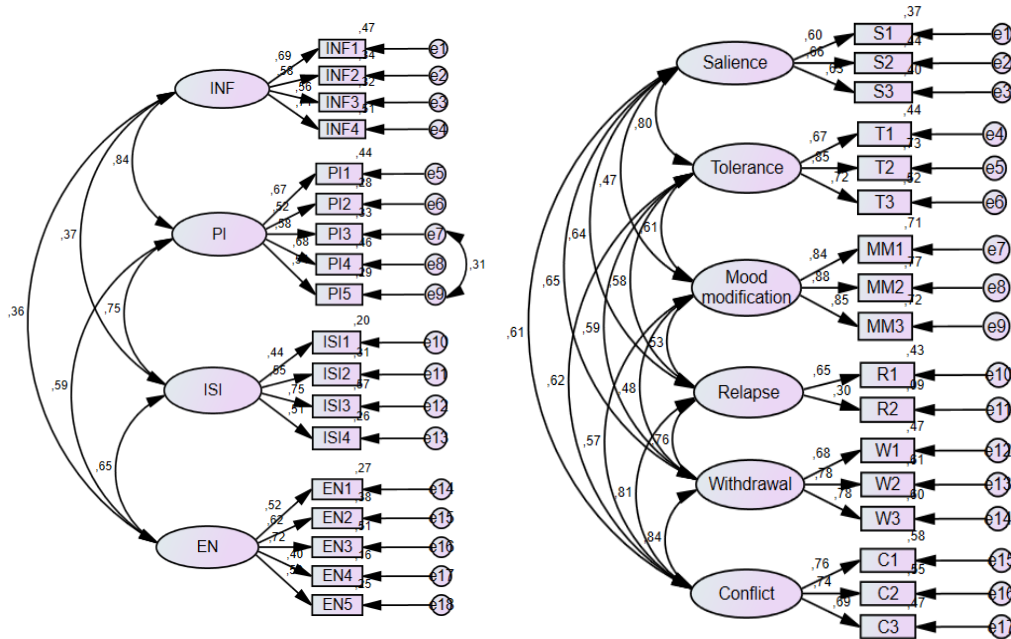 ,47
,69 INF1 e1
,34
,58 INF2 e2
,32
INF ,56 INF3 e3
,51
INF4 e4
,84
,44
,67 PI1 e5
,28
,52 PI2 e6
,33
PI ,58 PI3 e7
,46
,68 PI4 e8 ,31
,29
PI5 e9
,37
,75
,36
,20
,44 ISI1 e10
,31
,55 ISI2 e11
,57
ISI ,75 ISI3 e12
,26
,51 ISI4 e13
,59
,65
,27
,52 EN1 e14
,38
,62 EN2 e15
,51
EN ,72 EN3 e16
,16
,40 EN4 e17
,25
EN5 e18
,37
,60 S1 e1
,44
Salience ,66 S2 e2
,40
,63 S3 e3
,80
,44
,67 T1 e4
,73
Tolerance ,85 T2 e5
,52
,72 T3 e6
,47
,61
,64
,71
,84 MM1 e7
,77
Mood
modification
,88 MM2 e8
,72
,85 MM3 e9
,65 ,58
,61 ,59 ,53
,43
,65 R1 e10
,09
Relapse ,30 R2 e11
,62 ,48
,57 ,76
,47
,68 W1 e12
,61
Withdrawal ,78 W2 e13
,60
,78 W3 e14
,81
,84
,58
,76 C1 e15
,55
Conflict ,74 C2 e16
,47
,69 C3 e17